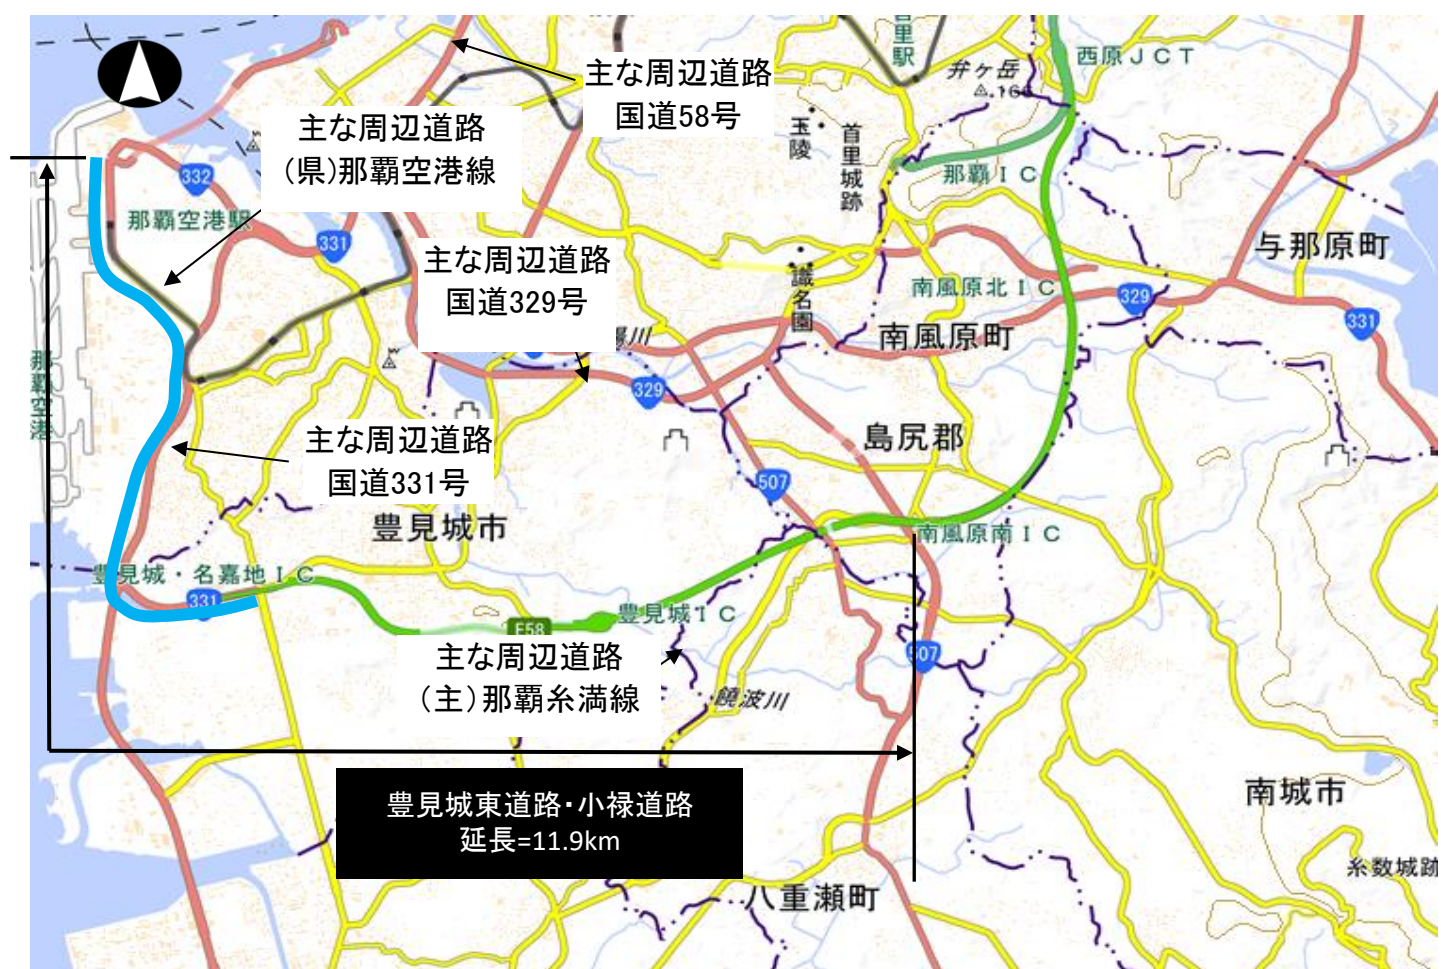 主な周辺道路
国道58号
主な周辺道路
(県)那覇空港線
主な周辺道路
国道329号
主な周辺道路
国道331号
主な周辺道路
(主)那覇糸満線
豊見城東道路・小禄道路
延長=11.9km
里駅
西原JCT
弁ヶ岳
玉陵
首里城跡
那覇IC
332
那覇空港駅
331
与那原町
識名園
南風原北IC
329
331
南風原町
那覇空港
329
島尻郡
507
豊見城市
南風原南IC
豊見城・名嘉地IC
331
E58
豊見城IC
507
饒波川
南城市
糸数城跡
八重瀬町